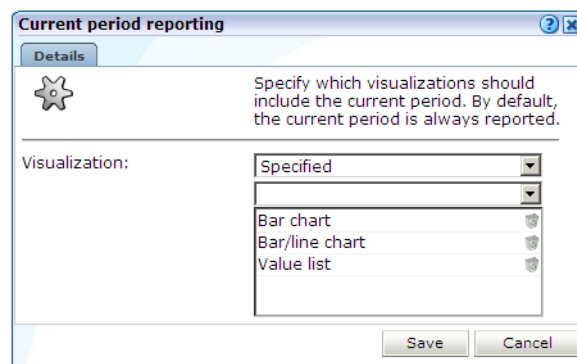 Current period reporting
Details
Specify which visualizations should
include the current period. By default,
the current period is always reported.
Visualization:
Specified
Bar chart
Bar/line chart
Value list
Save
Cancel